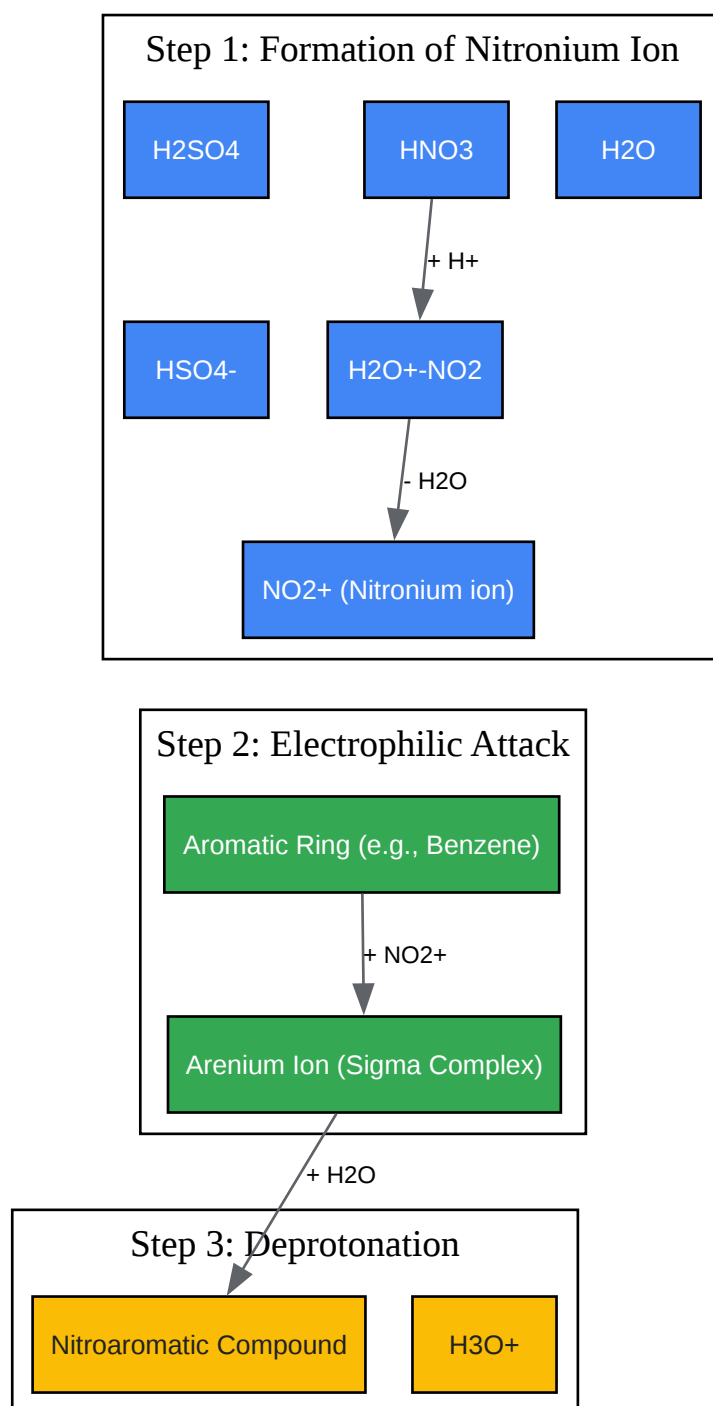 Step 1: Formation of Nitronium Ion
H2SO4
HNO3
H2O
+ H+
HSO4-
H2O+-NO2
- H2O
NO2+ (Nitronium ion)
Step 2: Electrophilic Attack
Aromatic Ring (e.g., Benzene)
+ NO2+
Arenium Ion (Sigma Complex)
+ H2O
Step 3: Deprotonation
Nitroaromatic Compound
H3O+